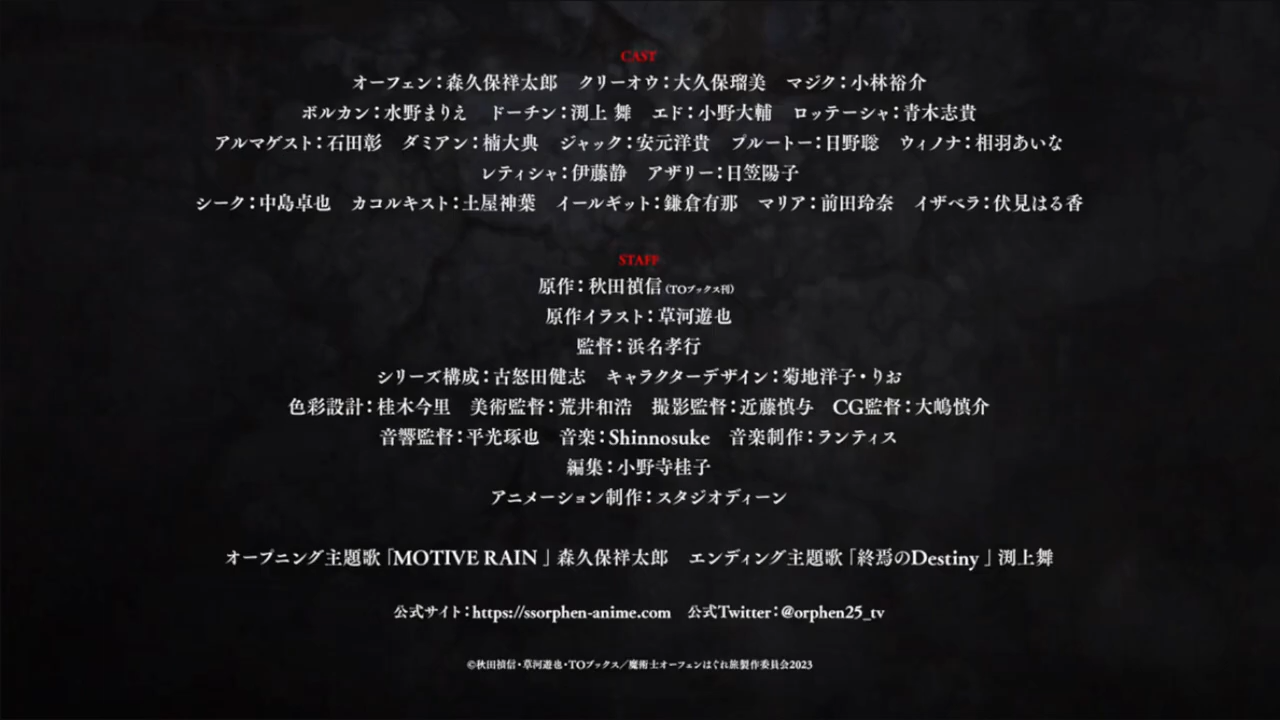 CAST
オーフェン：森久保祥太郎　クリーオウ：大久保瑠美　マジク：小林裕介
ボルカン：水野まりえ　ドーチン：渕上 舞　エド：小野大輔　ロッテーシャ：青木志貴
アルマゲスト：石田彰　ダミアン：楠大典　ジャック：安元洋貴　プルートー：日野聡　ウィノナ：相羽あいな
レティシャ：伊藤静　アザリー：日笠陽子
シーク：中島卓也　カコルキスト：土屋神葉　イールギット：鎌倉有那　マリア：前田玲奈　イザベラ：伏見はる香
STAFF
原作：秋田禎信（TOブックス刊）
原作イラスト：草河遊也
監督：浜名孝行
シリーズ構成：古怒田健志　キャラクターデザイン：菊地洋子・りお
色彩設計：桂木今里　美術監督：荒井和浩　撮影監督：近藤慎与　CG監督：大嶋慎介
音響監督：平光琢也　音楽：Shinnosuke　音楽制作：ランティス
編集：小野寺桂子
アニメーション制作：スタジオディーン
オープニング主題歌「MOTIVE RAIN」森久保祥太郎　エンディング主題歌「終焉のDestiny」渕上舞
公式サイト：https://ssorphen-anime.com　公式Twitter：@orphen25_tv
©秋田禎信・草河遊也・TOブックス／魔術士オーフェンはぐれ旅製作委員会2023